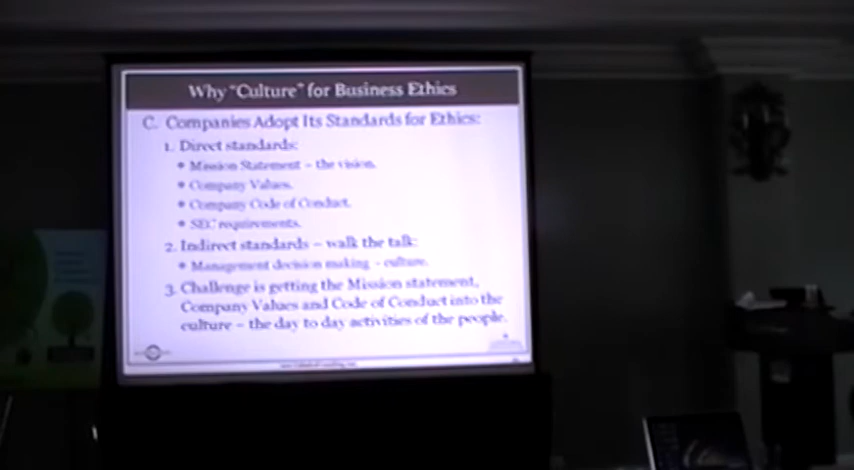 Why "Culture" for Business Ethics
C. Companies Adopt Its Standards for Ethics:
1. Direct standards:
Mission Statement – the vision.
Company Values.
Company Code of Conduct.
SEC requirements.
2. Indirect standards – walk the talk:
Management decision making - culture.
3. Challenge is getting the Mission statement,
Company Values and Code of Conduct into the
culture – the day to day activities of the people.